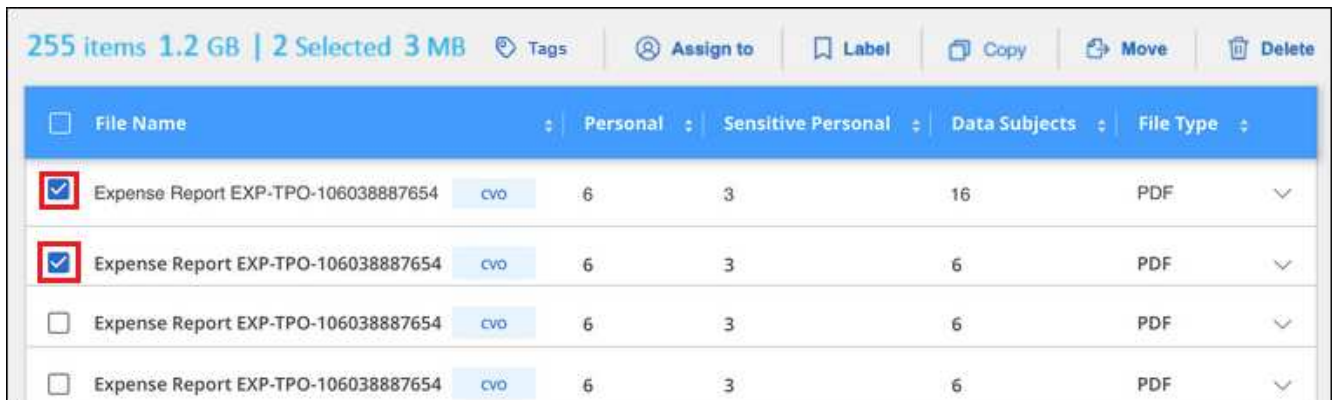 255 items 1.2 GB | 2 Selected 3 MB Tags Assign to Label Copy Move Delete
File Name Personal Sensitive Personal Data Subjects File Type
Expense Report EXP-TPO-106038887654 CVO 6 3 16 PDF
Expense Report EXP-TPO-106038887654 CVO 6 3 6 PDF
Expense Report EXP-TPO-106038887654 CVO 6 3 6 PDF
Expense Report EXP-TPO-106038887654 CVO 6 3 6 PDF